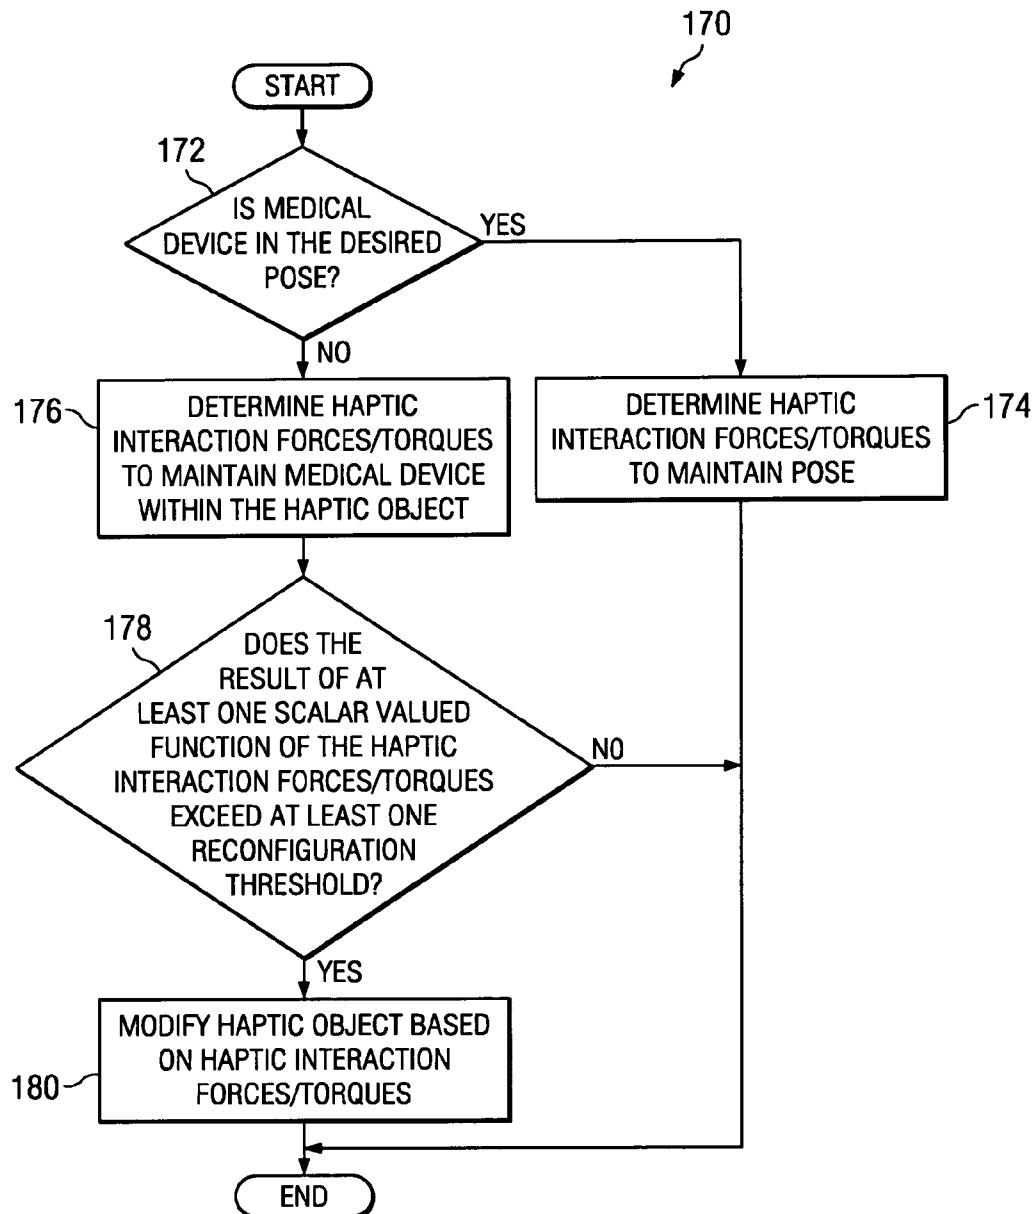 170
START
172
IS MEDICAL
DEVICE IN THE DESIRED
POSE?
YES
NO
176
DETERMINE HAPTIC
INTERACTION FORCES/TORQUES
TO MAINTAIN MEDICAL DEVICE
WITHIN THE HAPTIC OBJECT
DETERMINE HAPTIC
INTERACTION FORCES/TORQUES
TO MAINTAIN POSE
174
178
DOES THE
RESULT OF AT
LEAST ONE SCALAR VALUED
FUNCTION OF THE HAPTIC
INTERACTION FORCES/TORQUES
EXCEED AT LEAST ONE
RECONFIGURATION
THRESHOLD?
NO
YES
MODIFY HAPTIC OBJECT BASED
ON HAPTIC INTERACTION
FORCES/TORQUES
180
END